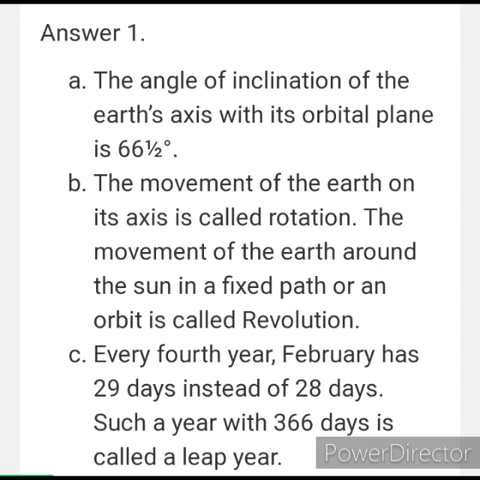 Answer 1.
a. The angle of inclination of the
earth’s axis with its orbital plane
is 66½°.
b. The movement of the earth on
its axis is called rotation. The
movement of the earth around
the sun in a fixed path or an
orbit is called Revolution.
c. Every fourth year, February has
29 days instead of 28 days.
Such a year with 366 days is
called a leap year.
PowerDirector